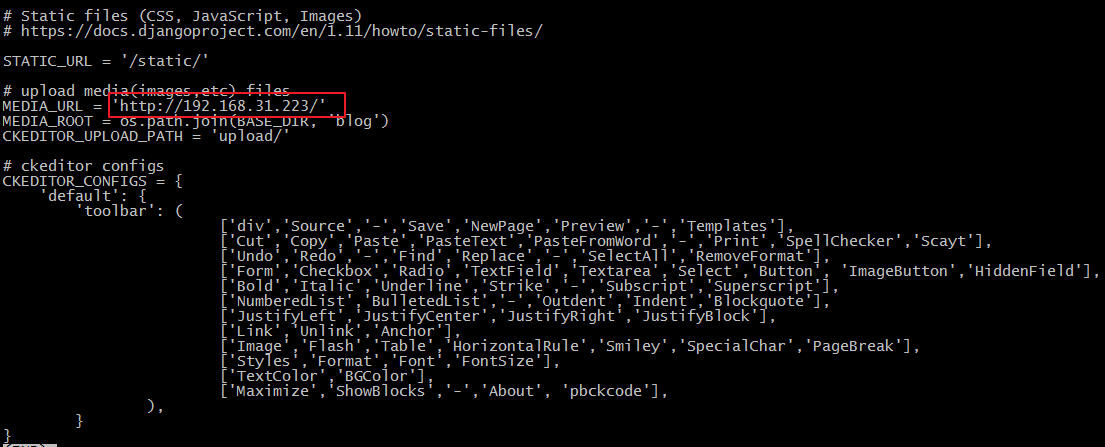 # Static files (CSS, JavaScript, Images)
# https://docs.djangoproject.com/en/1.11/howto/static-files/
STATIC_URL = '/static/'
# upload media(images,etc) files
MEDIA_URL = 'http://192.168.31.223/'
MEDIA_ROOT = os.path.join(BASE_DIR, 'blog')
CKEDITOR_UPLOAD_PATH = 'upload/'
# ckeditor configs
CKEDITOR_CONFIGS = {
    'default': {
        'toolbar': (
                        ['div','Source','-','Save','NewPage','Preview','-','Templates'],
                        ['Cut','Copy','Paste','PasteText','PasteFromWord','-','Print','SpellChecker','Scayt'],
                        ['Undo','Redo','-','Find','Replace','-','SelectAll','RemoveFormat'],
                        ['Form','Checkbox','Radio','TextField','Textarea','Select','Button', 'ImageButton','HiddenField'],
                        ['Bold','Italic','Underline','Strike','-','Subscript','Superscript'],
                        ['NumberedList','BulletedList','-','Outdent','Indent','Blockquote'],
                        ['JustifyLeft','JustifyCenter','JustifyRight','JustifyBlock'],
                        ['Link','Unlink','Anchor'],
                        ['Image','Flash','Table','HorizontalRule','Smiley','SpecialChar','PageBreak'],
                        ['Styles','Format','Font','FontSize'],
                        ['TextColor','BGColor'],
                        ['Maximize','ShowBlocks','-','About', 'pbckcode'],
                ),
        }
}